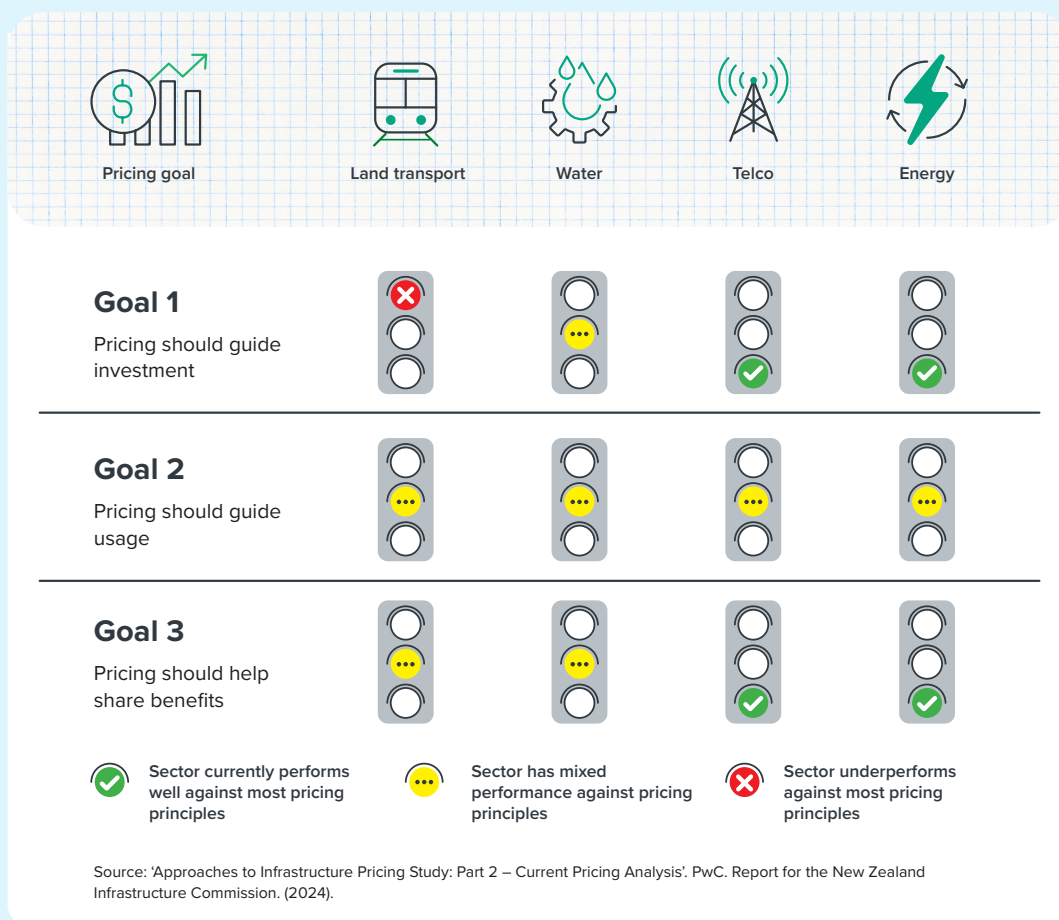 Pricing goal
Land transport
Water
Telco
Energy
Goal 1
Pricing should guide
investment
Goal 2
Pricing should guide
usage
Goal 3
Pricing should help
share benefits
Sector currently performs
well against most pricing
principles
Sector has mixed
performance against pricing
principles
Sector underperforms
against most pricing
principles
Source: ‘Approaches to Infrastructure Pricing Study: Part 2 – Current Pricing Analysis’. PwC. Report for the New Zealand
Infrastructure Commission. (2024).